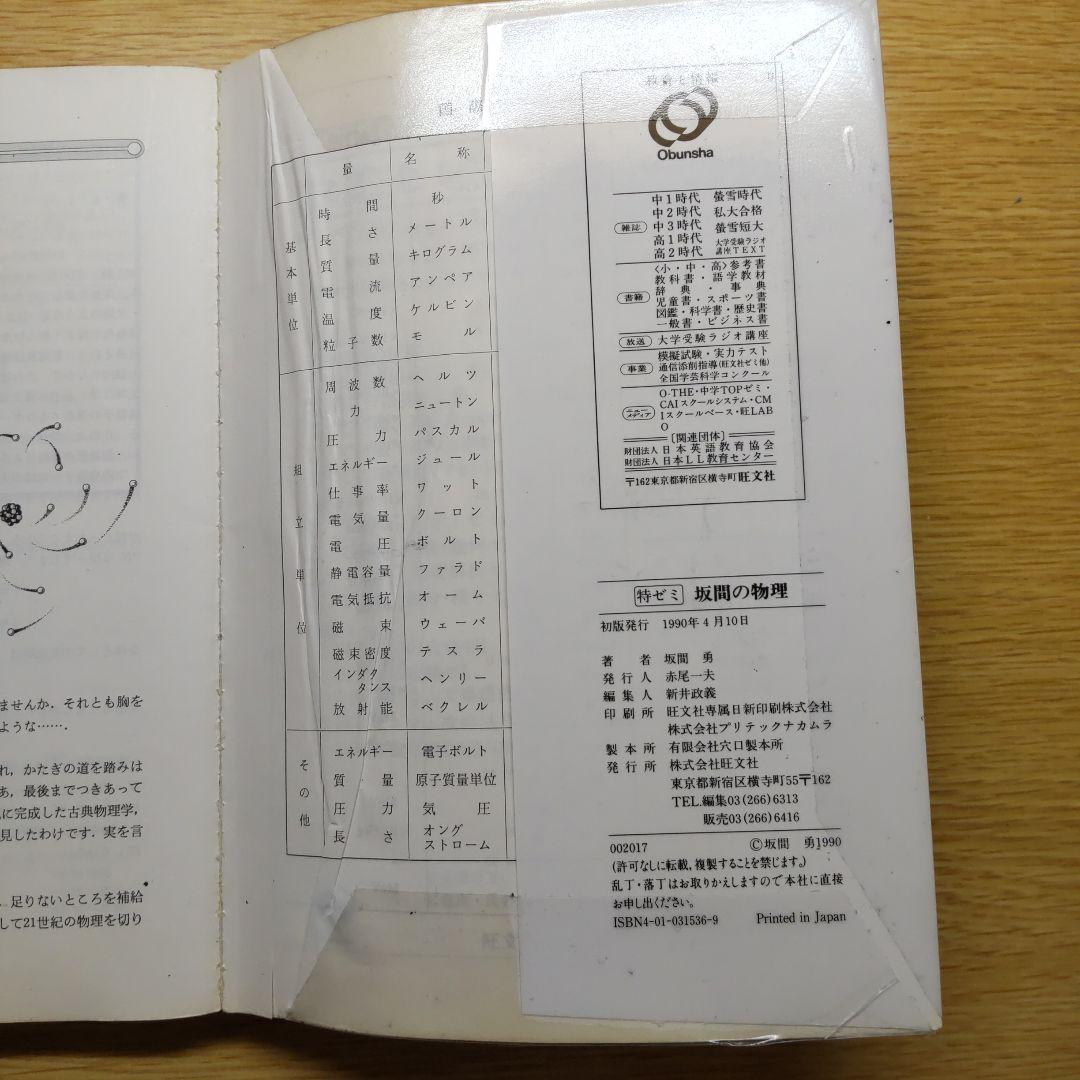 ませんか．それとも胸を
ような……．
れ，かたぎの道を踏みは
あ，最後までつきあって
に完成した古典物理学，
見したわけです．実を言
足りないところを補給
して21世紀の物理を切り
量 名称
基本単位
時間 秒
長さ メートル
質量 キログラム
電流 アンペア
温度 ケルビン
粒子数 モル
組立単位
周波数 ヘルツ
力 ニュートン
圧力 パスカル
エネルギー ジュール
仕事率 ワット
電気量 クーロン
電圧 ボルト
静電容量 ファラド
電気抵抗 オーム
磁束 ウェーバ
磁束密度 テスラ
インダクタンス ヘンリー
放射能 ベクレル
その他
エネルギー 電子ボルト
質量 原子質量単位
圧力 気圧
長さ オングストローム
教育と情報
Obunsha
雑誌
中1時代 螢雪時代
中2時代 私大合格
中3時代 螢雪短大
高1時代 大学受験ラジオ
高2時代 講座TEXT
書籍
〈小・中・高〉参考書
教科書・語学教材
辞典・事典
児童書・スポーツ書
図鑑・科学書・歴史書
一般書・ビジネス書
放送 大学受験ラジオ講座
事業
模擬試験・実力テスト
通信添削指導(旺文社ゼミ他)
全国学芸科学コンクール
ニューメディア
O-THE・中学TOPゼミ・
CAIスクールシステム・CM
Iスクールベース・旺LAB
O
［関連団体］
財団法人 日本英語教育協会
財団法人 日本LL教育センター
〒162東京都新宿区横寺町 旺文社
特ゼミ 坂間の物理
初版発行 1990年4月10日
著者 坂間 勇
発行人 赤尾一夫
編集人 新井政義
印刷所 旺文社専属日新印刷株式会社
株式会社プリテックナカムラ
製本所 有限会社穴口製本所
発行所 株式会社旺文社
東京都新宿区横寺町55〒162
TEL.編集03(266)6313
販売03(266)6416
002017 ©坂間 勇1990
(許可なしに転載, 複製することを禁じます。)
乱丁・落丁はお取りかえしますので本社に直接
お申し出ください。
ISBN4-01-031536-9 Printed in Japan